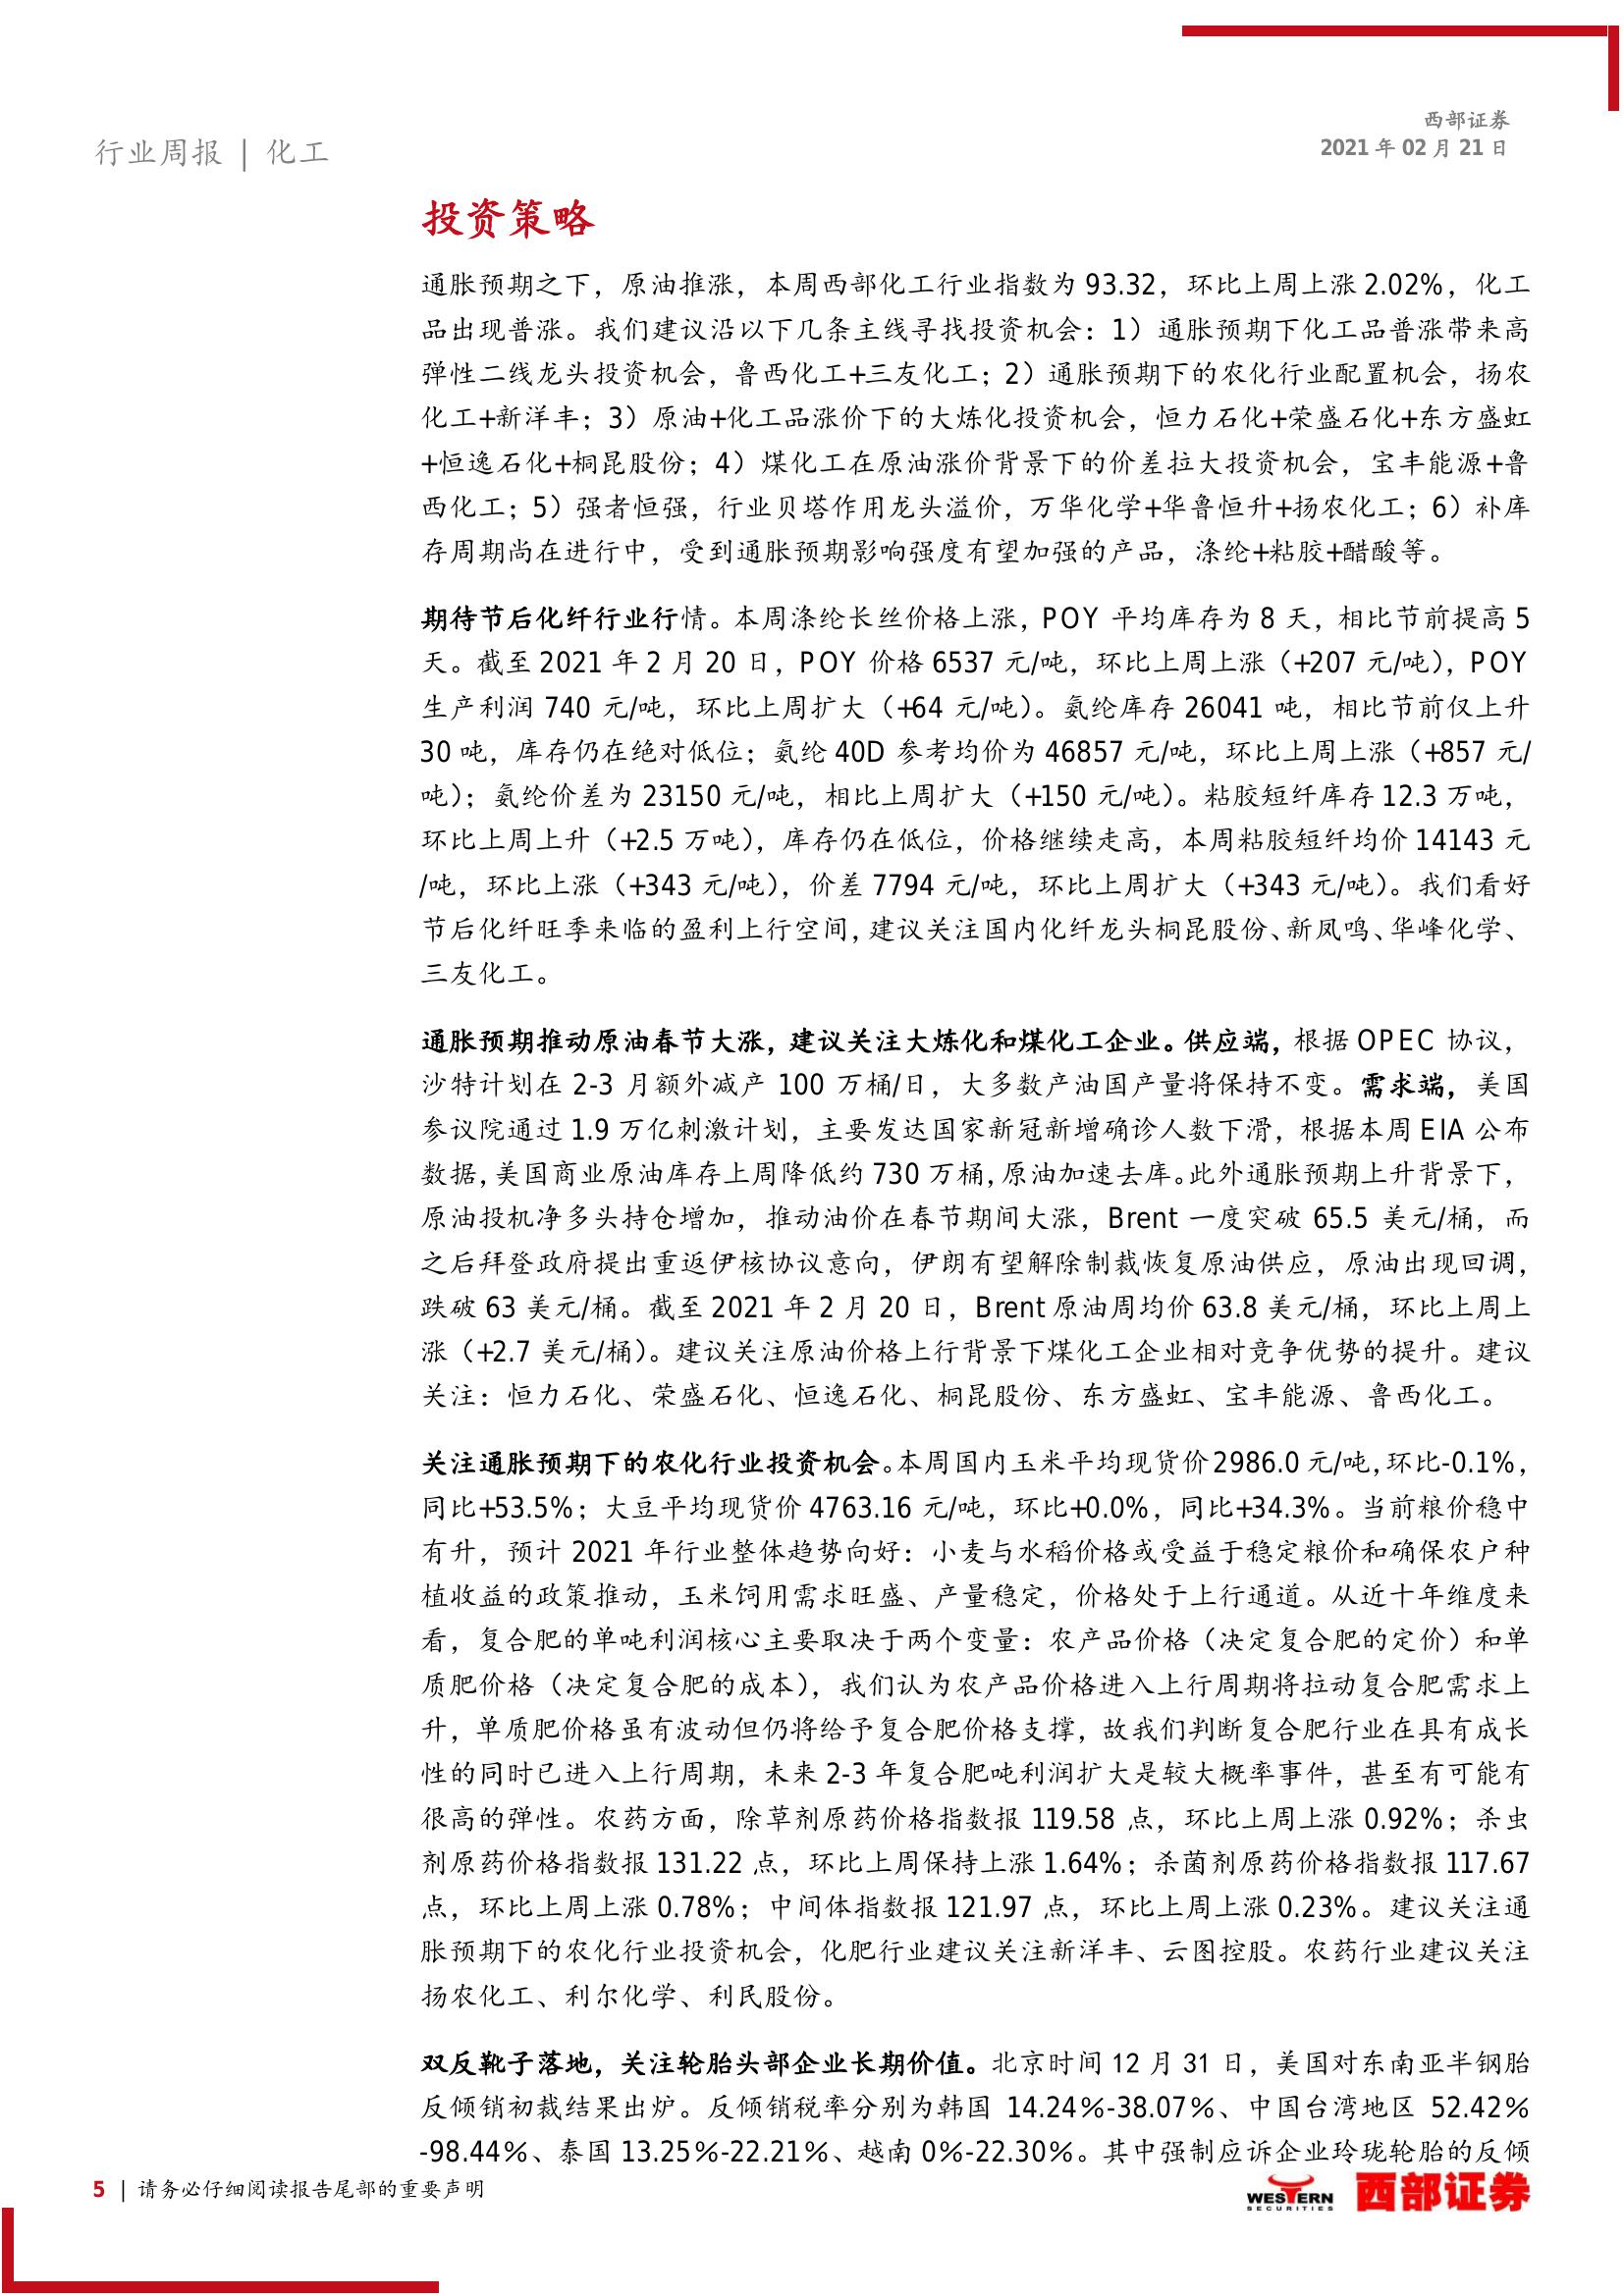 西部证券
2021 年 02 月 21 日
行业周报 | 化工
投资策略
通胀预期之下，原油推涨，本周西部化工行业指数为 93.32，环比上周上涨 2.02%，化工
品出现普涨。我们建议沿以下几条主线寻找投资机会：1）通胀预期下化工品普涨带来高
弹性二线龙头投资机会，鲁西化工+三友化工；2）通胀预期下的农化行业配置机会，扬农
化工+新洋丰；3）原油+化工品涨价下的大炼化投资机会，恒力石化+荣盛石化+东方盛虹
+恒逸石化+桐昆股份；4）煤化工在原油涨价背景下的价差拉大投资机会，宝丰能源+鲁
西化工；5）强者恒强，行业贝塔作用龙头溢价，万华化学+华鲁恒升+扬农化工；6）补库
存周期尚在进行中，受到通胀预期影响强度有望加强的产品，涤纶+粘胶+醋酸等。
期待节后化纤行业行情。本周涤纶长丝价格上涨，POY 平均库存为 8 天，相比节前提高 5
天。截至 2021 年 2 月 20 日，POY 价格 6537 元/吨，环比上周上涨（+207 元/吨），POY
生产利润 740 元/吨，环比上周扩大（+64 元/吨）。氨纶库存 26041 吨，相比节前仅上升
30 吨，库存仍在绝对低位；氨纶 40D 参考均价为 46857 元/吨，环比上周上涨（+857 元/
吨）；氨纶价差为 23150 元/吨，相比上周扩大（+150 元/吨）。粘胶短纤库存 12.3 万吨，
环比上周上升（+2.5 万吨），库存仍在低位，价格继续走高，本周粘胶短纤均价 14143 元
/吨，环比上涨（+343 元/吨），价差 7794 元/吨，环比上周扩大（+343 元/吨）。我们看好
节后化纤旺季来临的盈利上行空间，建议关注国内化纤龙头桐昆股份、新凤鸣、华峰化学、
三友化工。
通胀预期推动原油春节大涨，建议关注大炼化和煤化工企业。供应端，根据 OPEC 协议，
沙特计划在 2-3 月额外减产 100 万桶/日，大多数产油国产量将保持不变。需求端，美国
参议院通过 1.9 万亿刺激计划，主要发达国家新冠新增确诊人数下滑，根据本周 EIA 公布
数据，美国商业原油库存上周降低约 730 万桶，原油加速去库。此外通胀预期上升背景下，
原油投机净多头持仓增加，推动油价在春节期间大涨，Brent 一度突破 65.5 美元/桶，而
之后拜登政府提出重返伊核协议意向，伊朗有望解除制裁恢复原油供应，原油出现回调，
跌破 63 美元/桶。截至 2021 年 2 月 20 日，Brent 原油周均价 63.8 美元/桶，环比上周上
涨（+2.7 美元/桶）。建议关注原油价格上行背景下煤化工企业相对竞争优势的提升。建议
关注：恒力石化、荣盛石化、恒逸石化、桐昆股份、东方盛虹、宝丰能源、鲁西化工。
关注通胀预期下的农化行业投资机会。本周国内玉米平均现货价 2986.0 元/吨，环比-0.1%，
同比+53.5%；大豆平均现货价 4763.16 元/吨，环比+0.0%，同比+34.3%。当前粮价稳中
有升，预计 2021 年行业整体趋势向好：小麦与水稻价格或受益于稳定粮价和确保农户种
植收益的政策推动，玉米饲用需求旺盛、产量稳定，价格处于上行通道。从近十年维度来
看，复合肥的单吨利润核心主要取决于两个变量：农产品价格（决定复合肥的定价）和单
质肥价格（决定复合肥的成本），我们认为农产品价格进入上行周期将拉动复合肥需求上
升，单质肥价格虽有波动但仍将给予复合肥价格支撑，故我们判断复合肥行业在具有成长
性的同时已进入上行周期，未来 2-3 年复合肥吨利润扩大是较大概率事件，甚至有可能有
很高的弹性。农药方面，除草剂原药价格指数报 119.58 点，环比上周上涨 0.92%；杀虫
剂原药价格指数报 131.22 点，环比上周保持上涨 1.64%；杀菌剂原药价格指数报 117.67
点，环比上周上涨 0.78%；中间体指数报 121.97 点，环比上周上涨 0.23%。建议关注通
胀预期下的农化行业投资机会，化肥行业建议关注新洋丰、云图控股。农药行业建议关注
扬农化工、利尔化学、利民股份。
双反靴子落地，关注轮胎头部企业长期价值。北京时间 12 月 31 日，美国对东南亚半钢胎
反倾销初裁结果出炉。反倾销税率分别为韩国 14.24%-38.07%、中国台湾地区 52.42%
-98.44%、泰国 13.25%-22.21%、越南 0%-22.30%。其中强制应诉企业玲珑轮胎的反倾
5 | 请务必仔细阅读报告尾部的重要声明
WESTERN
SECURITIES
西部证券